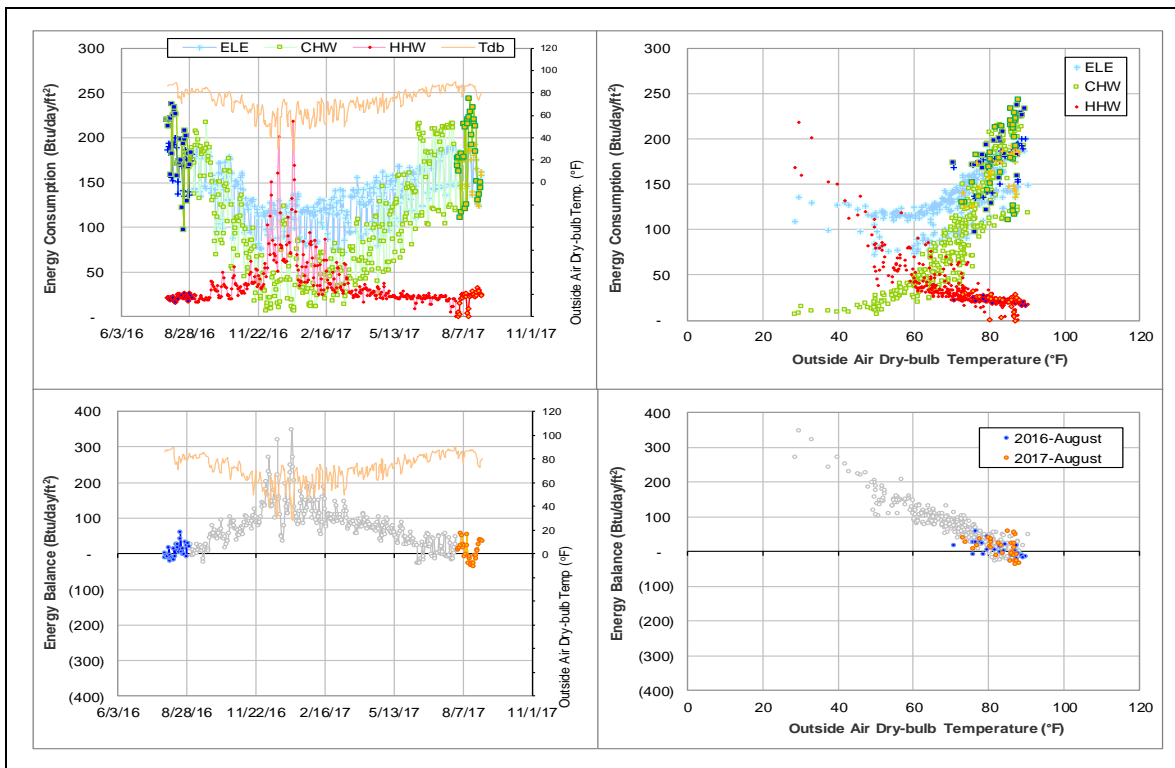 ELE CHW HHW Tdb
Energy Consumption (Btu/day/ft²)
300
250
200
150
100
50
-
120
100
80
60
40
20
0
Outside Air Dry-bulb Temp. (°F)
6/3/16 8/28/16 11/22/16 2/16/17 5/13/17 8/7/17 11/1/17
ELE
CHW
HHW
Energy Consumption (Btu/day/ft²)
300
250
200
150
100
50
-
0 20 40 60 80 100 120
Outside Air Dry-bulb Temperature (°F)
Energy Balance (Btu/day/ft²)
400
300
200
100
-
(100)
(200)
(300)
(400)
120
100
80
60
40
20
0
Outside Air Dry-bulb Temp (°F)
6/3/16 8/28/16 11/22/16 2/16/17 5/13/17 8/7/17 11/1/17
2016-August
2017-August
Energy Balance (Btu/day/ft²)
400
300
200
100
-
(100)
(200)
(300)
(400)
0 20 40 60 80 100 120
Outside Air Dry-bulb Temperature (°F)